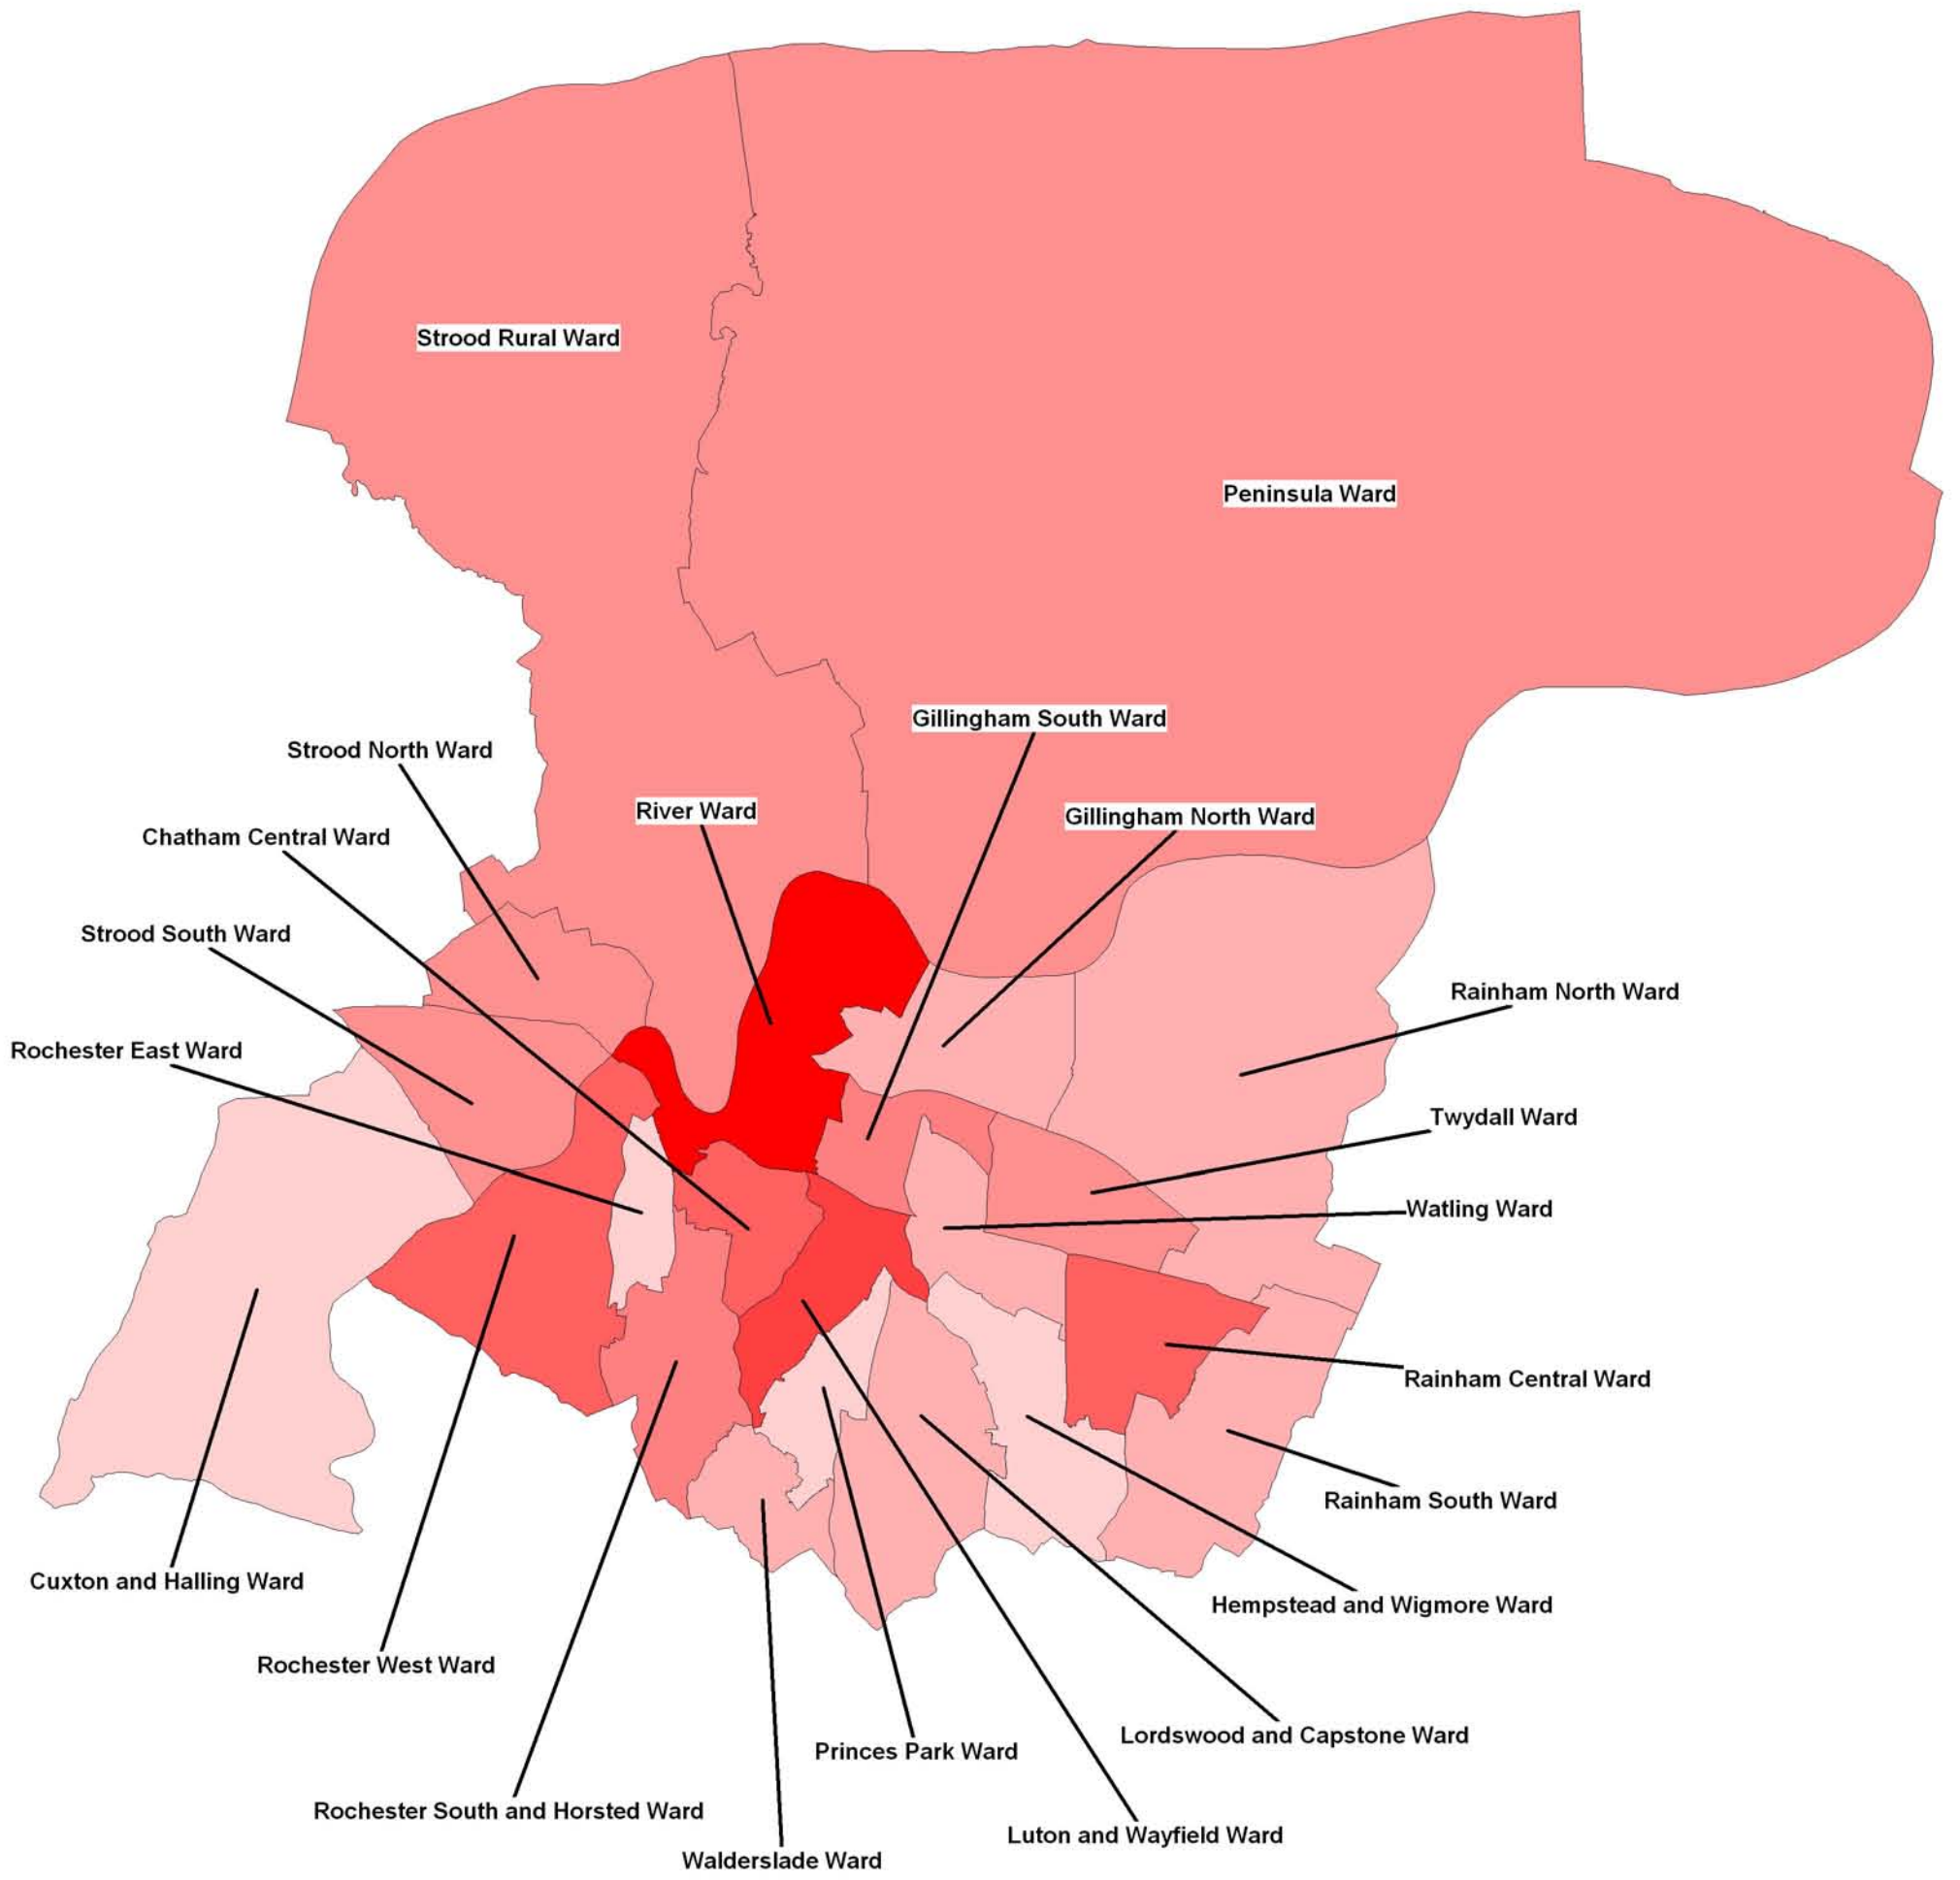 Strood Rural Ward
Peninsula Ward
Gillingham South Ward
Strood North Ward
River Ward
Gillingham North Ward
Chatham Central Ward
Strood South Ward
Rainham North Ward
Rochester East Ward
Twydall Ward
Watling Ward
Rainham Central Ward
Rainham South Ward
Cuxton and Halling Ward
Hempstead and Wigmore Ward
Rochester West Ward
Lordswood and Capstone Ward
Princes Park Ward
Rochester South and Horsted Ward
Luton and Wayfield Ward
Walderslade Ward